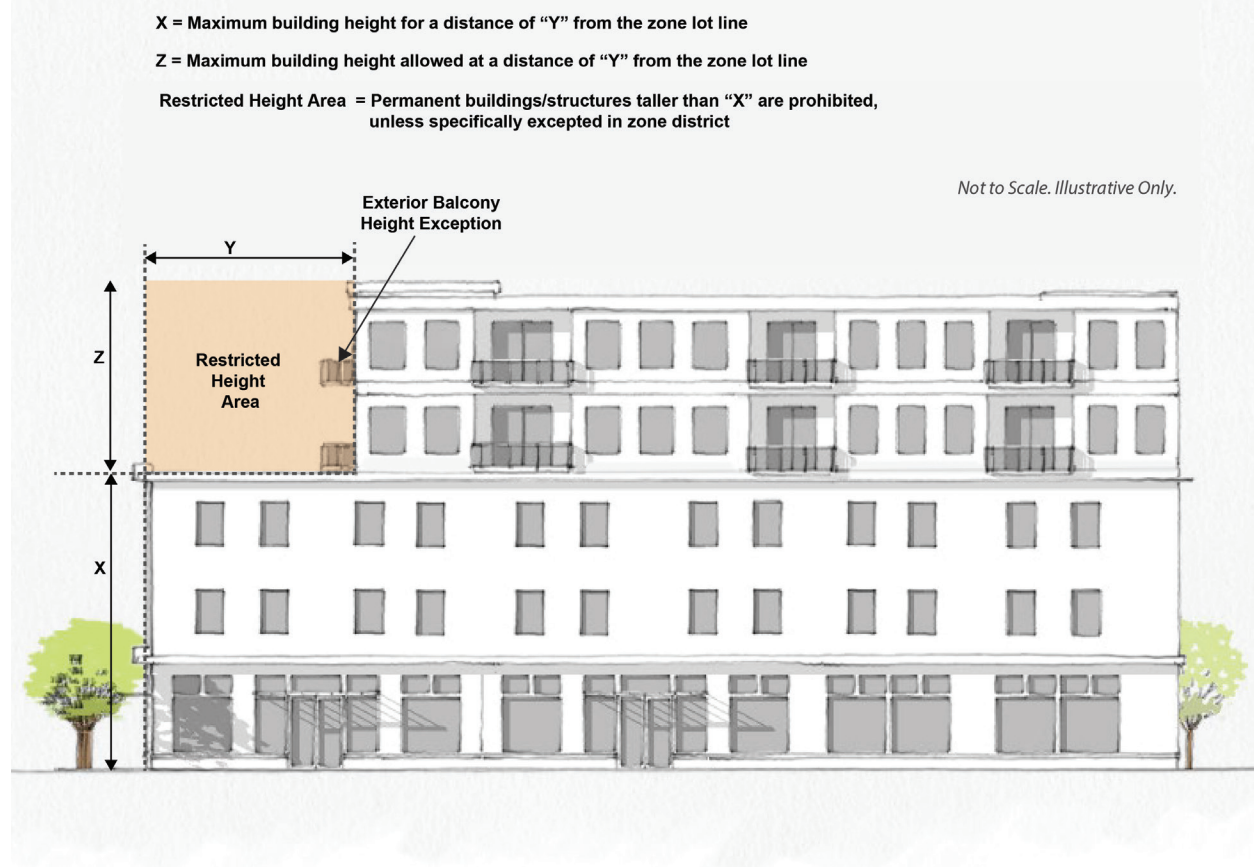 X = Maximum building height for a distance of “Y” from the zone lot line
Z = Maximum building height allowed at a distance of “Y” from the zone lot line
Restricted Height Area = Permanent buildings/structures taller than “X” are prohibited,
unless specifically excepted in zone district
Not to Scale. Illustrative Only.
Exterior Balcony
Height Exception
Y
Z
Restricted
Height
Area
X